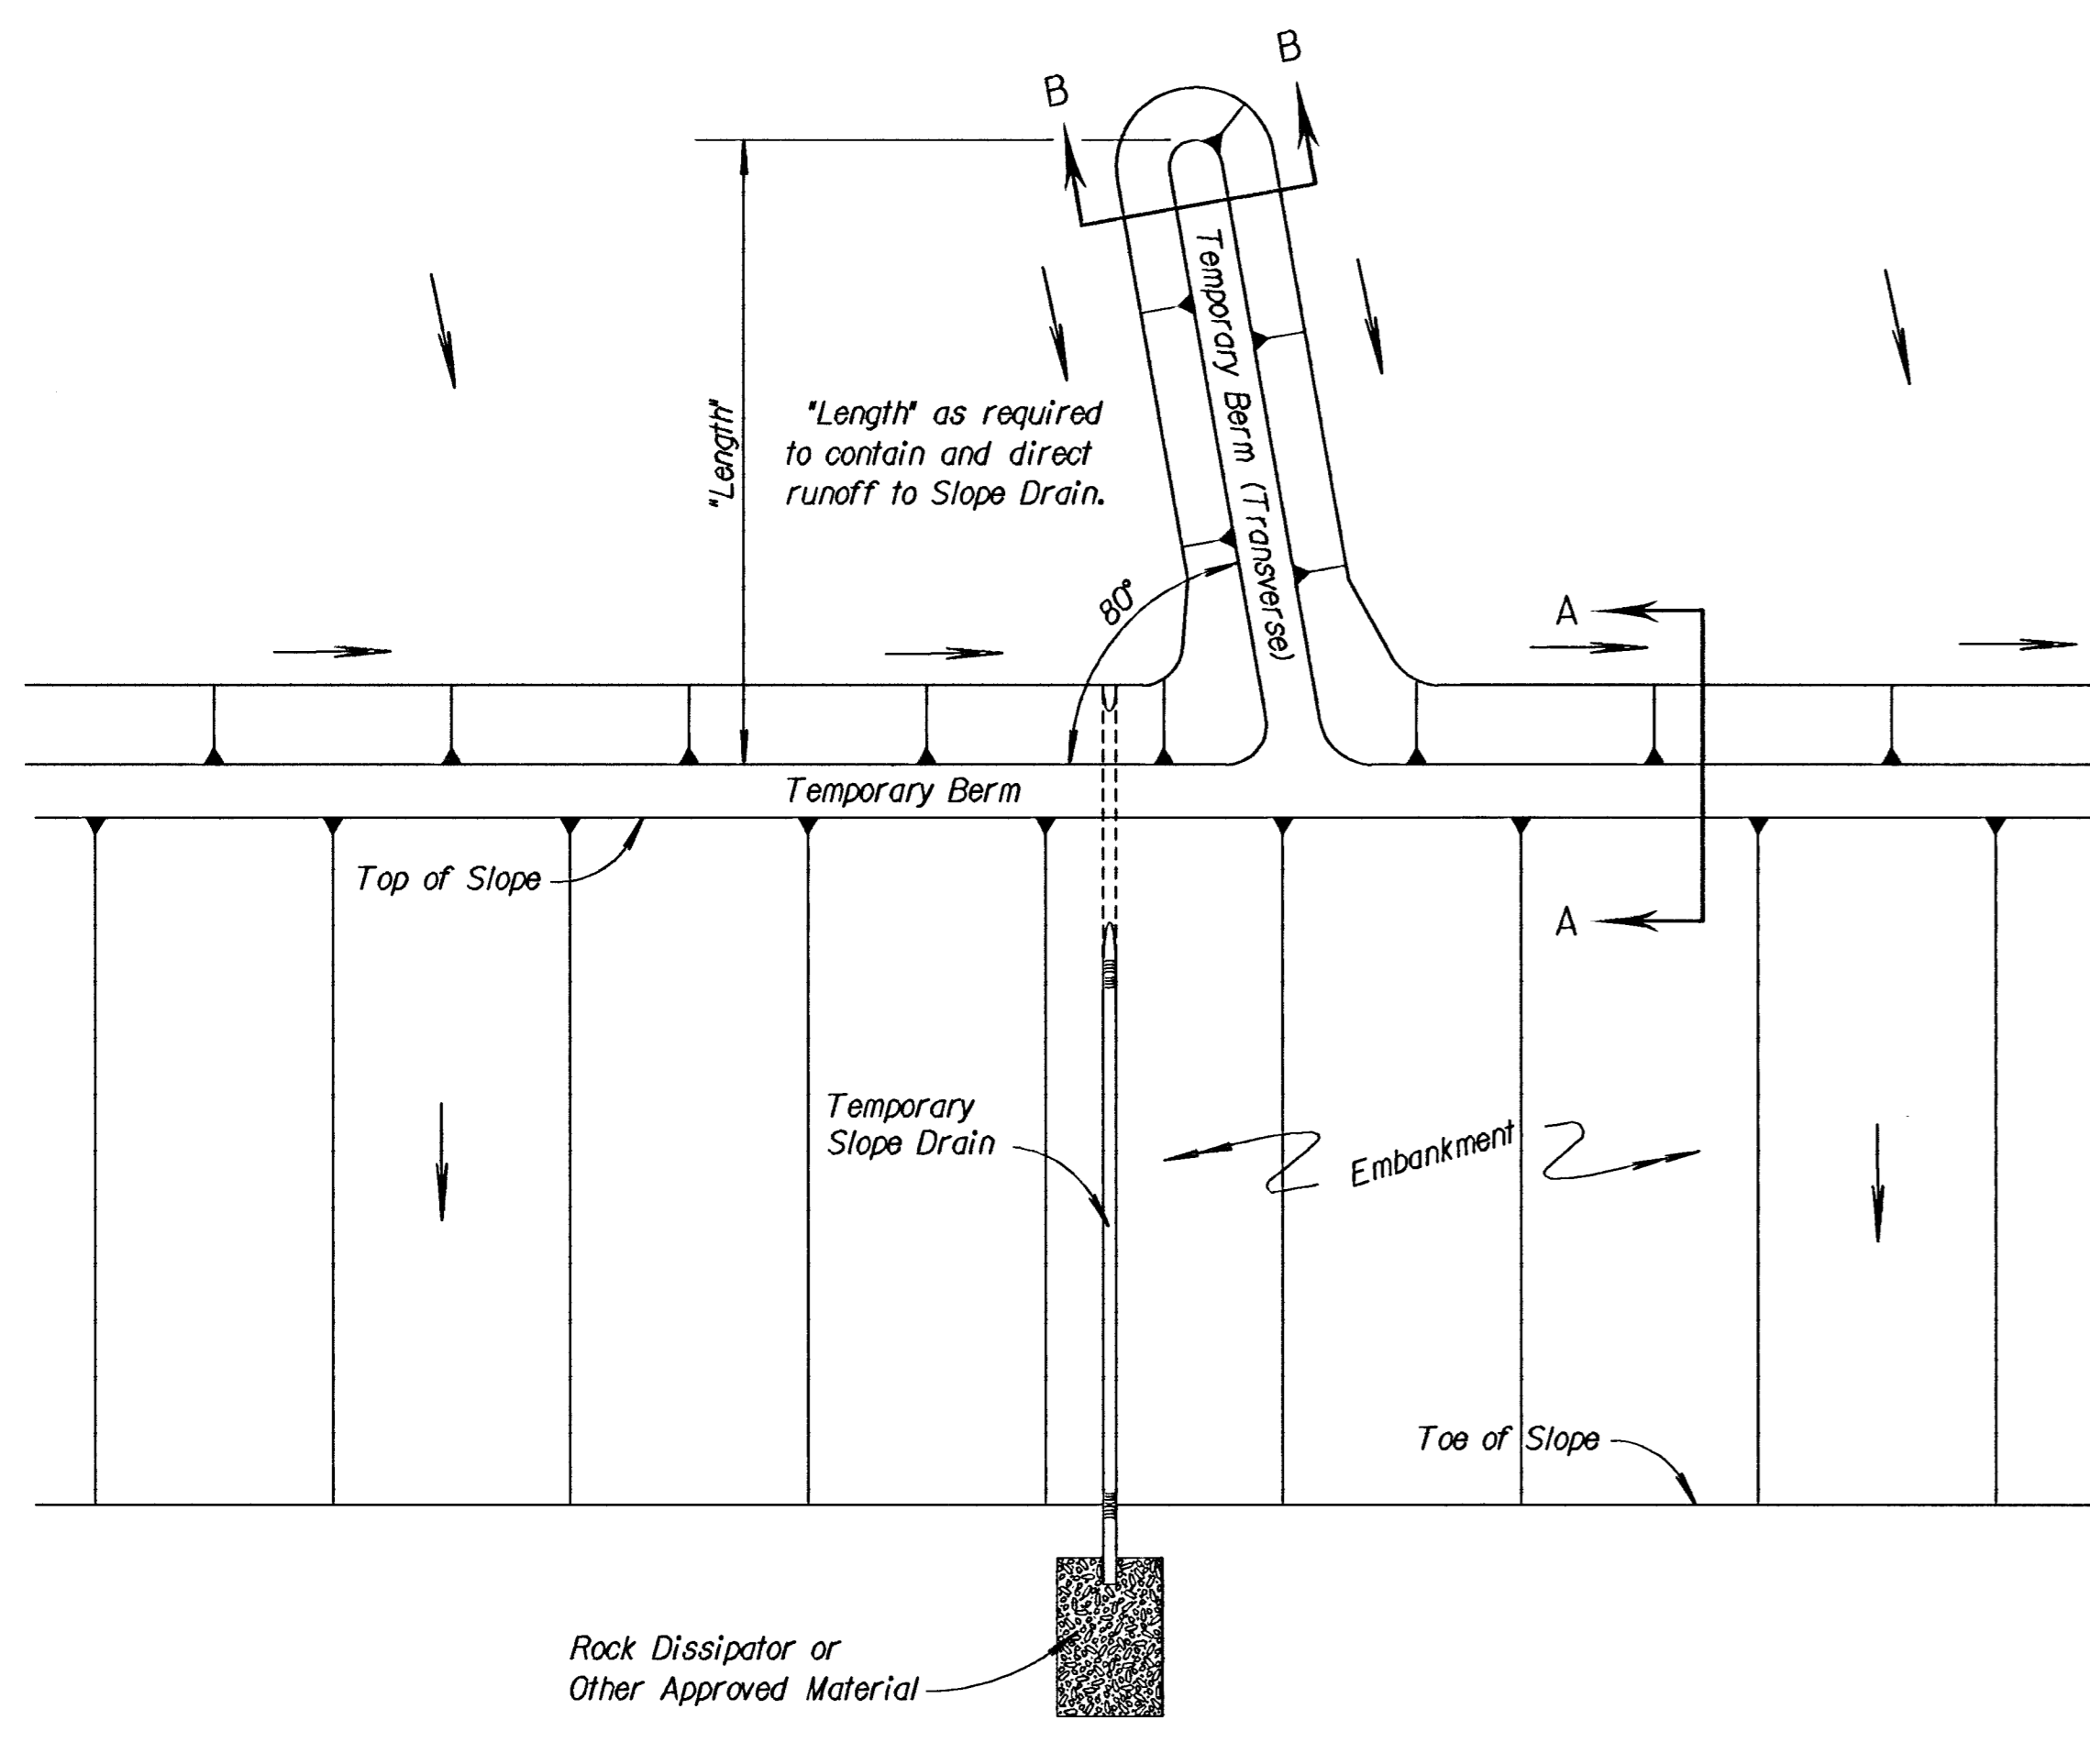 B
B
"Length"
"Length" as required
to contain and direct
runoff to Slope Drain.
Temporary Berm (Transverse)
80°
A
Temporary Berm
Top of Slope
A
Temporary
Slope Drain
Embankment
Toe of Slope
Rock Dissipator or
Other Approved Material